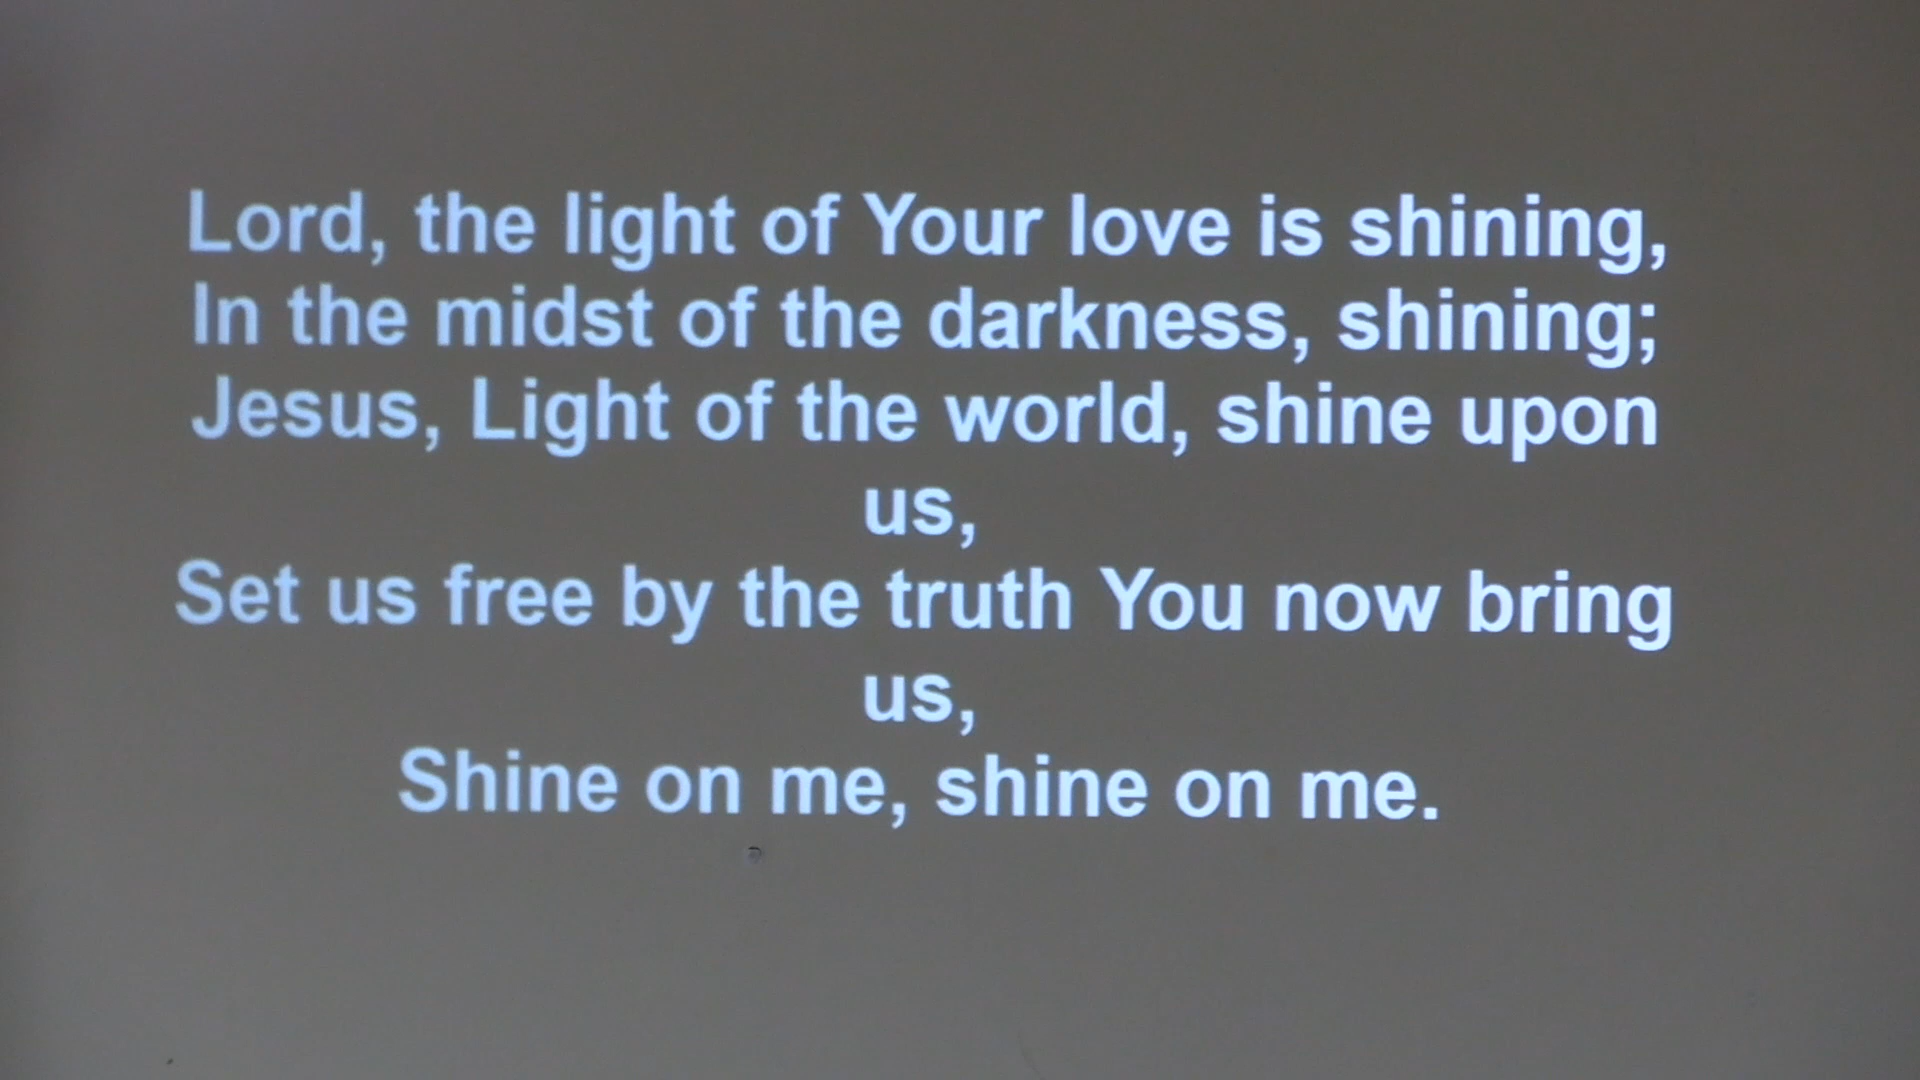 Lord, the light of Your love is shining,
In the midst of the darkness, shining;
Jesus, Light of the world, shine upon
us,
Set us free by the truth You now bring
us,
Shine on me, shine on me.